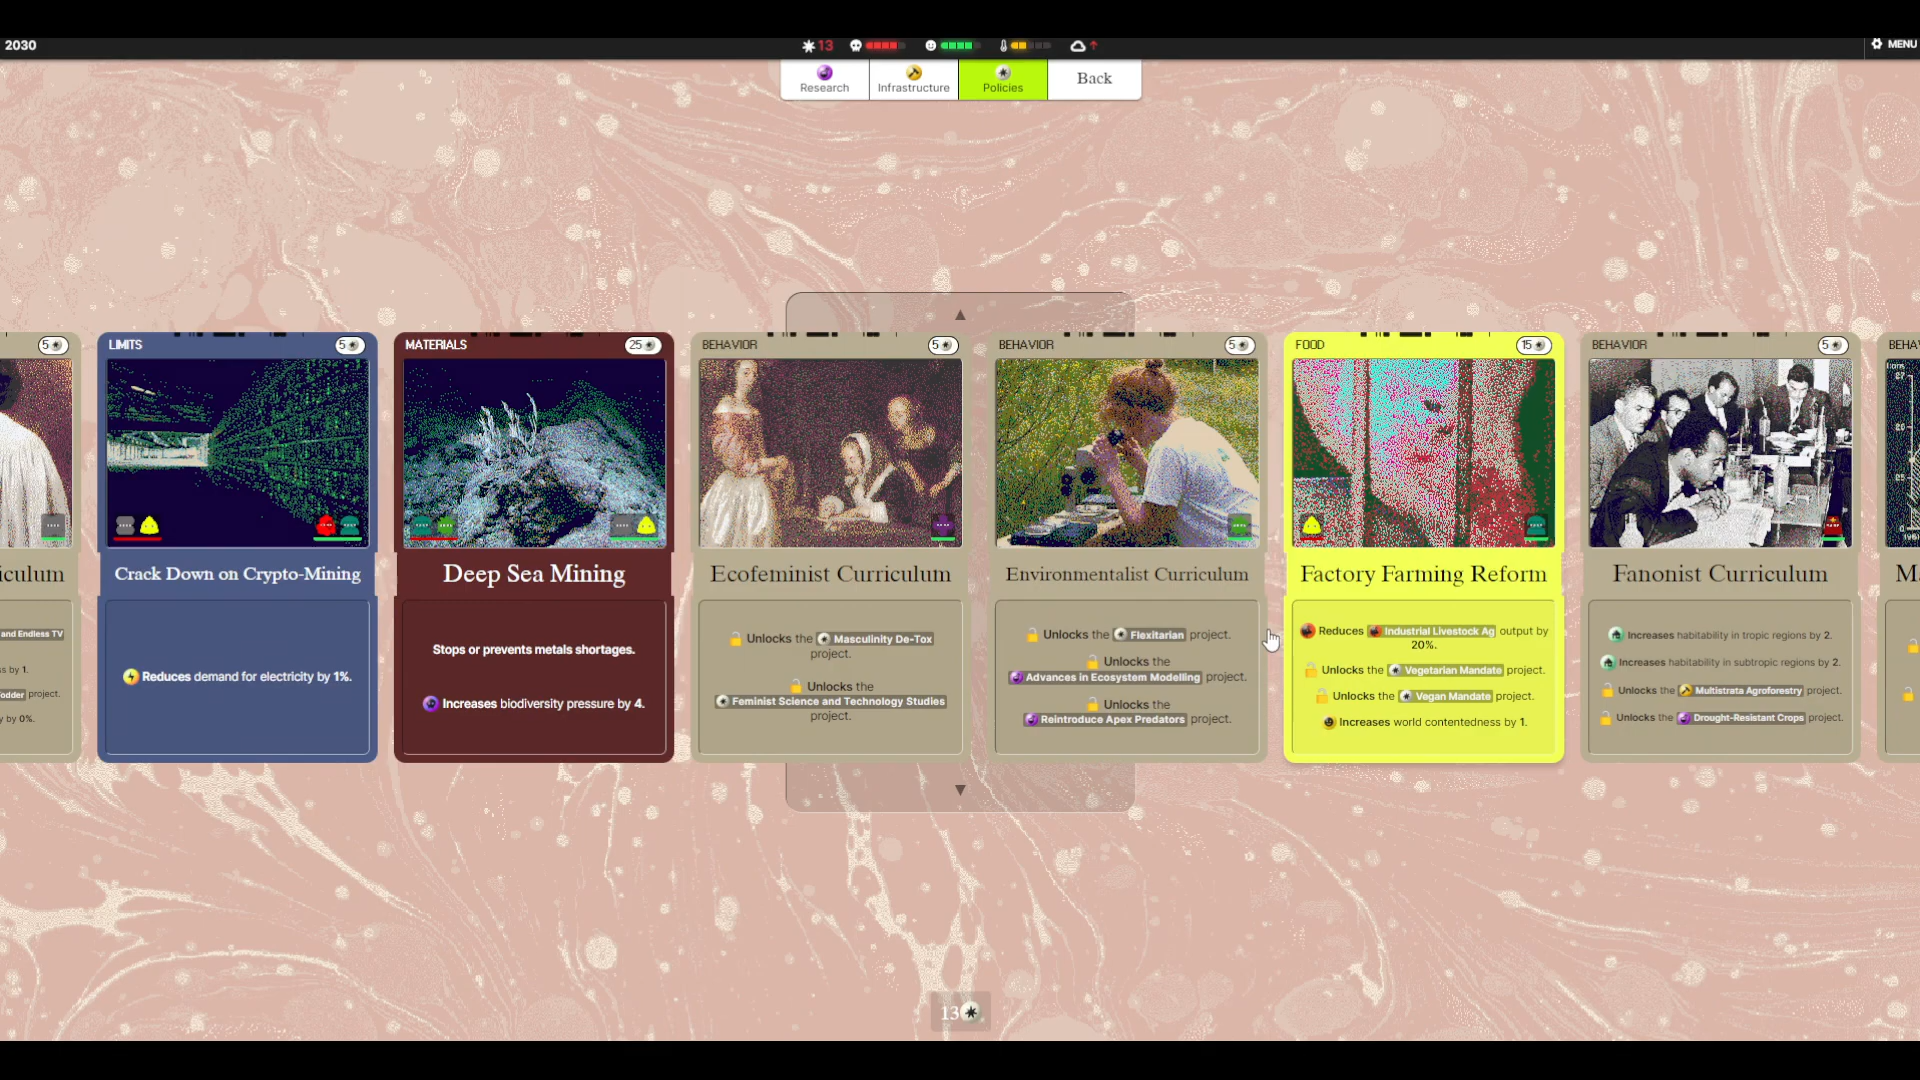 2030
13
MENU
Research
Infrastructure
Policies
Back
5
iculum
and Endless TV
s by 1.
odder project.
y by 0%.
LIMITS
5
Crack Down on Crypto-Mining
Reduces demand for electricity by 1%.
MATERIALS
25
Deep Sea Mining
Stops or prevents metals shortages.
Increases biodiversity pressure by 4.
BEHAVIOR
5
Ecofeminist Curriculum
Unlocks the Masculinity De-Tox
project.
Unlocks the
Feminist Science and Technology Studies
project.
BEHAVIOR
5
Environmentalist Curriculum
Unlocks the Flexitarian project.
Unlocks the
Advances in Ecosystem Modelling project.
Unlocks the
Reintroduce Apex Predators project.
FOOD
15
Factory Farming Reform
Reduces Industrial Livestock Ag output by
20%.
Unlocks the Vegetarian Mandate project.
Unlocks the Vegan Mandate project.
Increases world contentedness by 1.
BEHAVIOR
5
Fanonist Curriculum
Increases habitability in tropic regions by 2.
Increases habitability in subtropic regions by 2.
Unlocks the Multistrata Agroforestry project.
Unlocks the Drought-Resistant Crops project.
BEHA
Ma
13